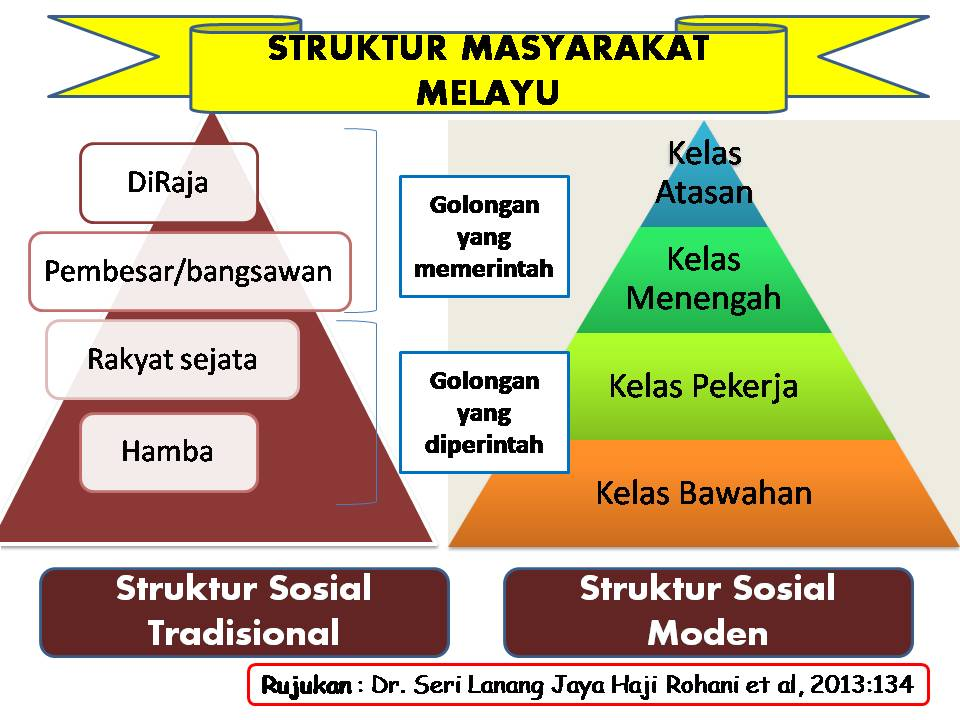 STRUKTUR MASYARAKAT
MELAYU
DiRaja
Pembesar/bangsawan
Rakyat sejata
Hamba
Golongan
yang
memerintah
Golongan
yang
diperintah
Kelas
Atasan
Kelas
Menengah
Kelas Pekerja
Kelas Bawahan
Struktur Sosial
Tradisional
Struktur Sosial
Moden
Rujukan : Dr. Seri Lanang Jaya Haji Rohani et al, 2013:134